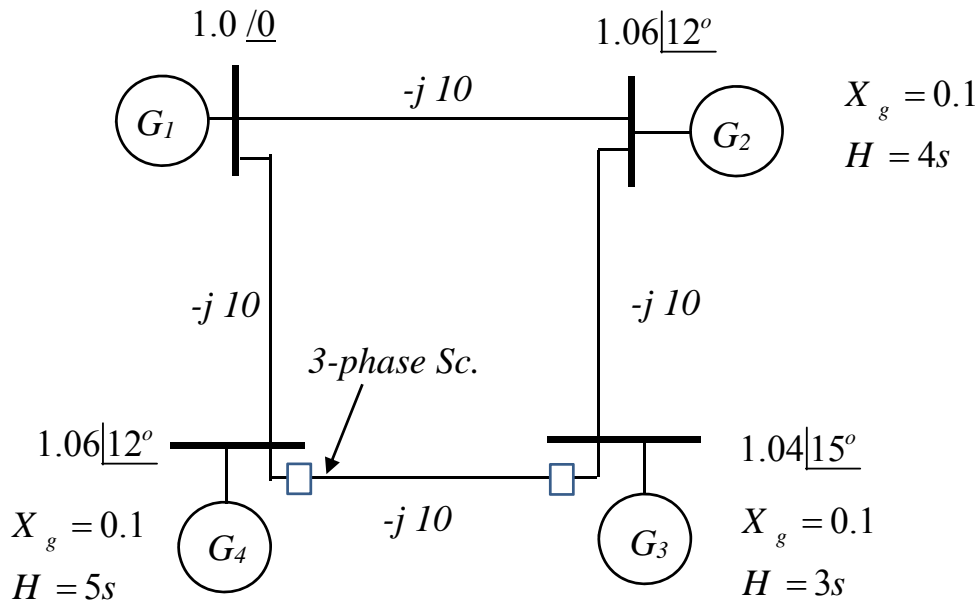 1.0 /0
1.06|12°
-j 10
G1
G2
X g = 0.1
H = 4s
-j 10
-j 10
3-phase Sc.
1.06|12°
1.04|15°
-j 10
X g = 0.1
G4
H = 5s
G3
X g = 0.1
H = 3s